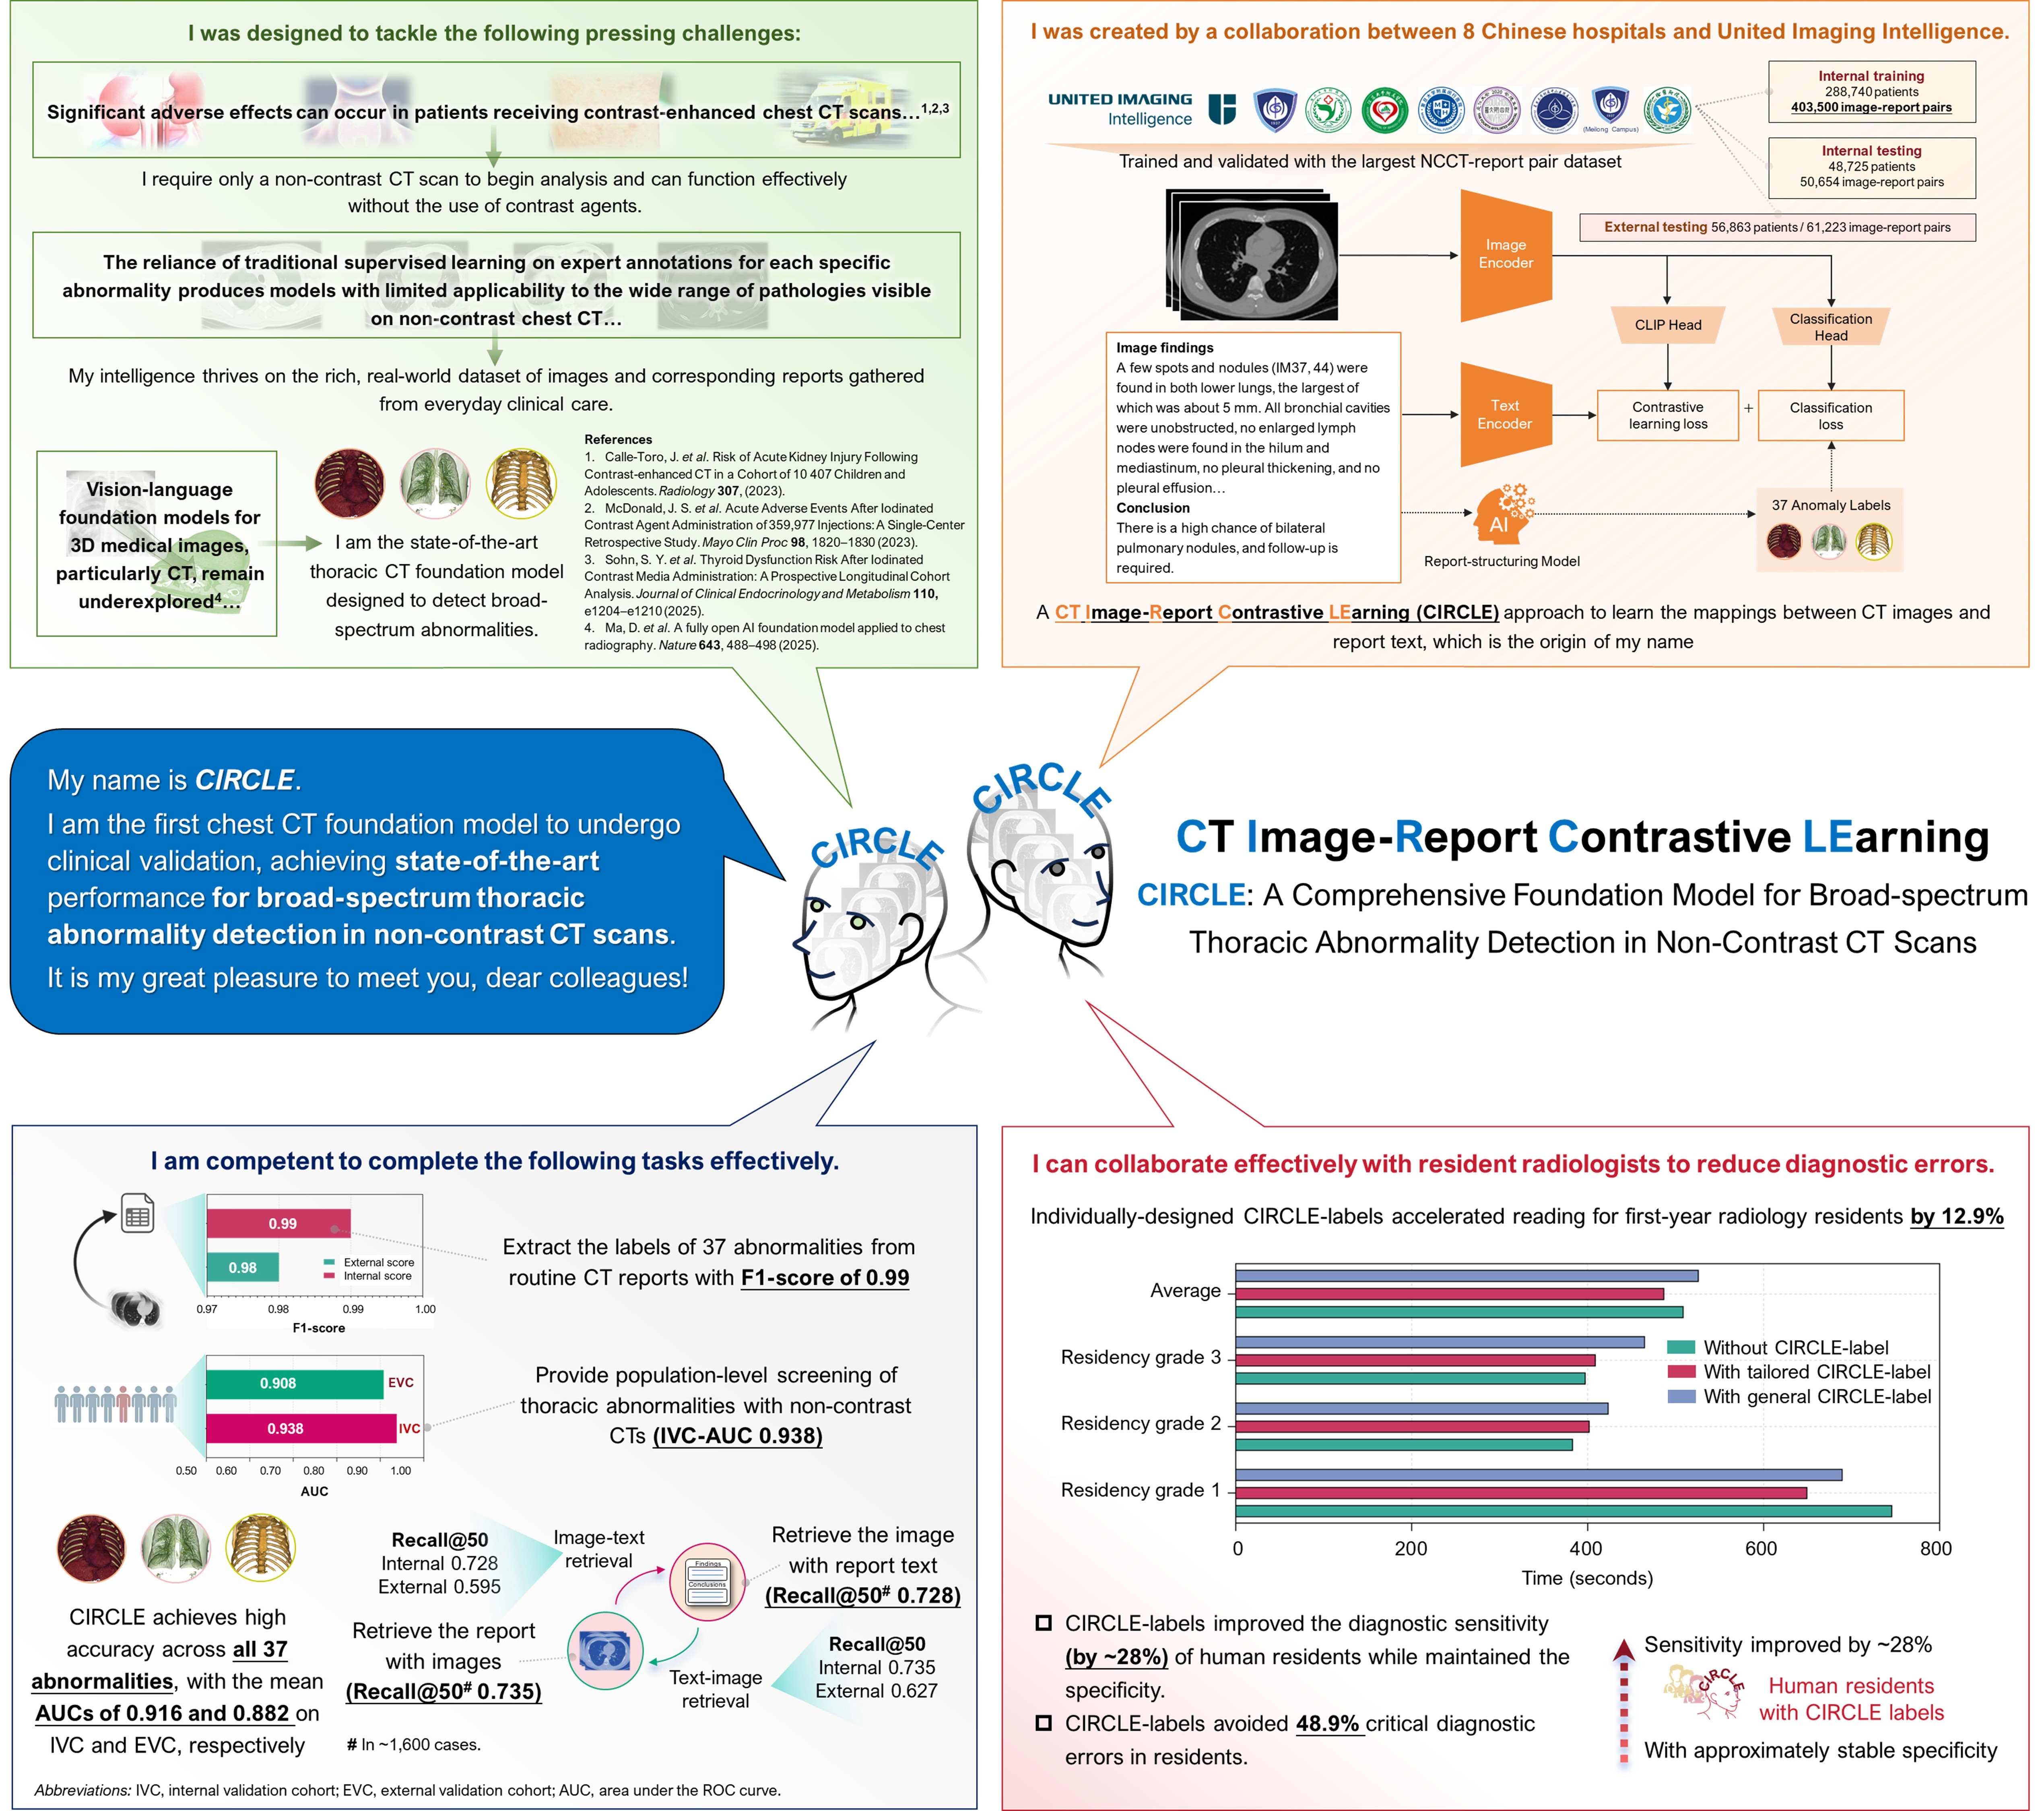 I was designed to tackle the following pressing challenges:
Significant adverse effects can occur in patients receiving contrast-enhanced chest CT scans…1,2,3
I require only a non-contrast CT scan to begin analysis and can function effectively
without the use of contrast agents.
The reliance of traditional supervised learning on expert annotations for each specific
abnormality produces models with limited applicability to the wide range of pathologies visible
on non-contrast chest CT…
My intelligence thrives on the rich, real-world dataset of images and corresponding reports gathered
from everyday clinical care.
Vision-language
foundation models for
3D medical images,
particularly CT, remain
underexplored4…
I am the state-of-the-art
thoracic CT foundation model
designed to detect broad-
spectrum abnormalities.
References
1. Calle-Toro, J. et al. Risk of Acute Kidney Injury Following
Contrast-enhanced CT in a Cohort of 10 407 Children and
Adolescents. Radiology 307, (2023).
2. McDonald, J. S. et al. Acute Adverse Events After Iodinated
Contrast Agent Administration of 359,977 Injections: A Single-Center
Retrospective Study. Mayo Clin Proc 98, 1820–1830 (2023).
3. Sohn, S. Y. et al. Thyroid Dysfunction Risk After Iodinated
Contrast Media Administration: A Prospective Longitudinal Cohort
Analysis. Journal of Clinical Endocrinology and Metabolism 110,
e1204–e1210 (2025).
4. Ma, D. et al. A fully open AI foundation model applied to chest
radiography. Nature 643, 488–498 (2025).
I was created by a collaboration between 8 Chinese hospitals and United Imaging Intelligence.
UNITED IMAGING
Intelligence
(Meilong Campus)
Internal training
288,740 patients
403,500 image-report pairs
Internal testing
48,725 patients
50,654 image-report pairs
External testing 56,863 patients / 61,223 image-report pairs
Trained and validated with the largest NCCT-report pair dataset
Image
Encoder
CLIP Head
Classification
Head
Image findings
A few spots and nodules (IM37, 44) were
found in both lower lungs, the largest of
which was about 5 mm. All bronchial cavities
were unobstructed, no enlarged lymph
nodes were found in the hilum and
mediastinum, no pleural thickening, and no
pleural effusion…
Conclusion
There is a high chance of bilateral
pulmonary nodules, and follow-up is
required.
Text
Encoder
Contrastive
learning loss
+
Classification
loss
AI
Report-structuring Model
37 Anomaly Labels
A CT Image-Report Contrastive LEarning (CIRCLE) approach to learn the mappings between CT images and
report text, which is the origin of my name
My name is CIRCLE.
I am the first chest CT foundation model to undergo
clinical validation, achieving state-of-the-art
performance for broad-spectrum thoracic
abnormality detection in non-contrast CT scans.
It is my great pleasure to meet you, dear colleagues!
CIRCLE
CIRCLE
CT Image-Report Contrastive LEarning
CIRCLE: A Comprehensive Foundation Model for Broad-spectrum
Thoracic Abnormality Detection in Non-Contrast CT Scans
I am competent to complete the following tasks effectively.
0.99
0.98
External score
Internal score
0.97 0.98 0.99 1.00
F1-score
Extract the labels of 37 abnormalities from
routine CT reports with F1-score of 0.99
0.908
EVC
0.938
IVC
0.50 0.60 0.70 0.80 0.90 1.00
AUC
Provide population-level screening of
thoracic abnormalities with non-contrast
CTs (IVC-AUC 0.938)
CIRCLE achieves high
accuracy across all 37
abnormalities, with the mean
AUCs of 0.916 and 0.882 on
IVC and EVC, respectively
Recall@50
Internal 0.728
External 0.595
Image-text
retrieval
Findings
Conclusions
Retrieve the image
with report text
(Recall@50# 0.728)
Retrieve the report
with images
(Recall@50# 0.735)
Text-image
retrieval
Recall@50
Internal 0.735
External 0.627
# In ~1,600 cases.
Abbreviations: IVC, internal validation cohort; EVC, external validation cohort; AUC, area under the ROC curve.
I can collaborate effectively with resident radiologists to reduce diagnostic errors.
Individually-designed CIRCLE-labels accelerated reading for first-year radiology residents by 12.9%
Average
Residency grade 3
Residency grade 2
Residency grade 1
Without CIRCLE-label
With tailored CIRCLE-label
With general CIRCLE-label
0 200 400 600 800
Time (seconds)
CIRCLE-labels improved the diagnostic sensitivity
(by ~28%) of human residents while maintained the
specificity.
CIRCLE-labels avoided 48.9% critical diagnostic
errors in residents.
Sensitivity improved by ~28%
CIRCLE
Human residents
with CIRCLE labels
With approximately stable specificity